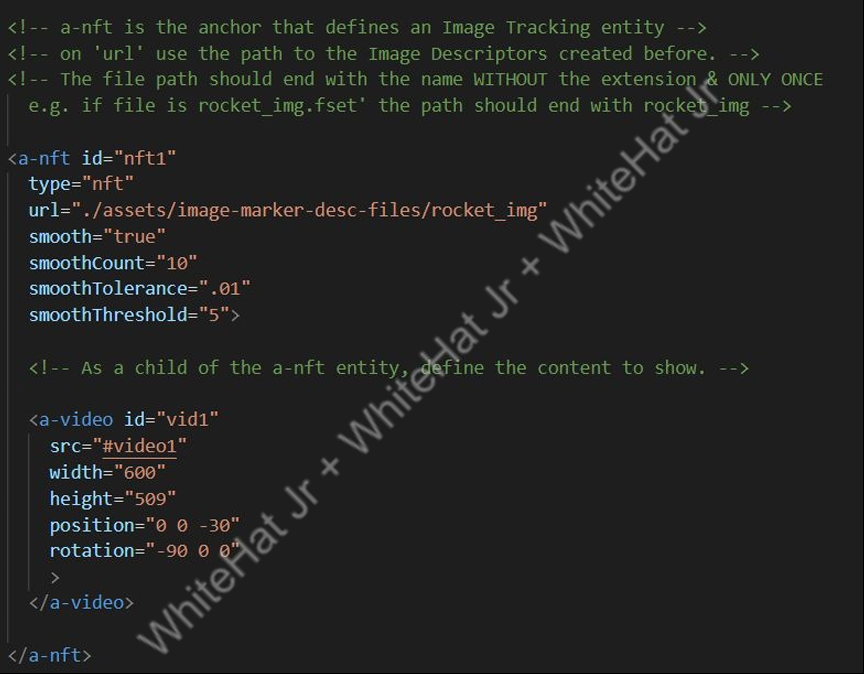 <!-- a-nft is the anchor that defines an Image Tracking entity -->
<!-- on 'url' use the path to the Image Descriptors created before. -->
<!-- The file path should end with the name WITHOUT the extension & ONLY ONCE
e.g. if file is rocket_img.fset' the path should end with rocket_img -->
<a-nft id="nft1"
type="nft"
url="./assets/image-marker-desc-files/rocket_img"
smooth="true"
smoothCount="10"
smoothTolerance=".01"
smoothThreshold="5">
<!-- As a child of the a-nft entity, define the content to show. -->
<a-video id="vid1"
src="#video1"
width="600"
height="509"
position="0 0 -30"
rotation="-90 0 0"
>
</a-video>
</a-nft>
WhiteHat Jr + WhiteHat Jr + WhiteHat Jr